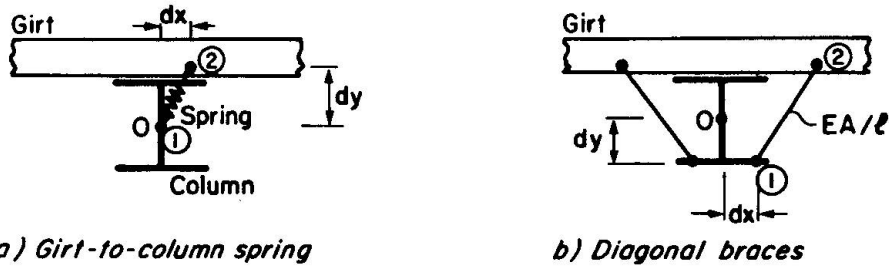 Girt
dx
2
dy
O
Spring
1
Column
a) Girt-to-column spring
Girt
2
O
EA/ℓ
dy
1
dx
b) Diagonal braces